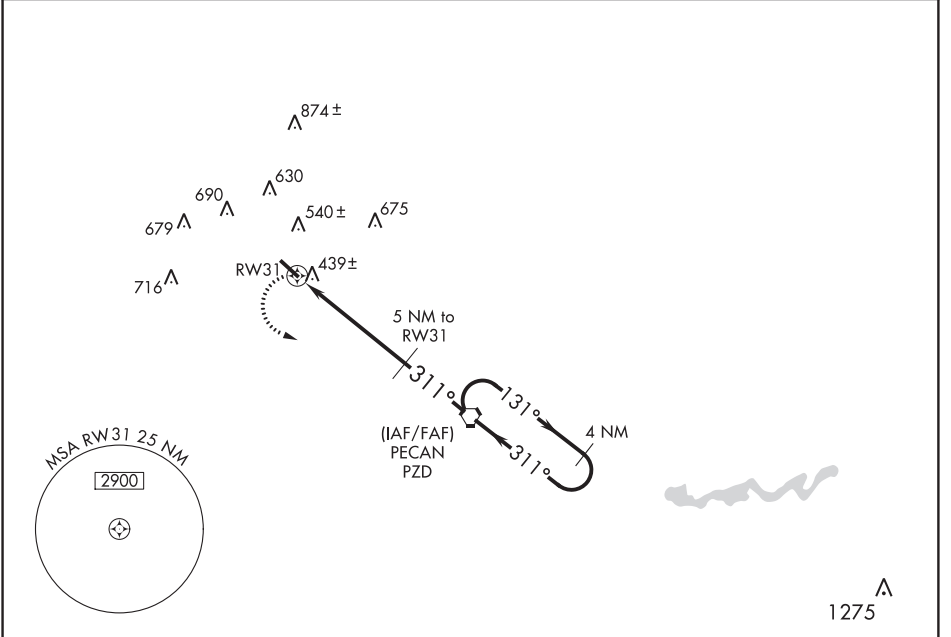 874±
630
690
540±
675
679
RW31
439±
716
5 NM to
RW31
311°
131°
(IAF/FAF)
PECAN
PZD
311°
4 NM
MSA RW31 25 NM
2900
1275